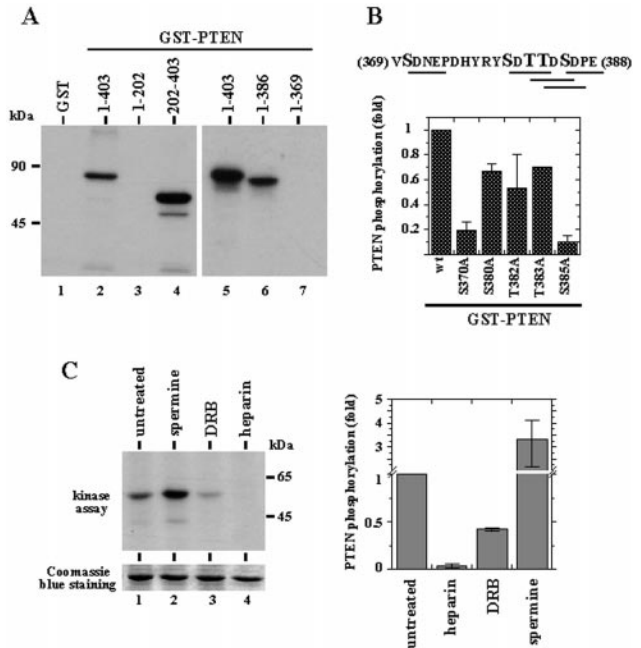 A
GST-PTEN
GST
1-403
1-202
202-403
1-403
1-386
1-369
kDa
90
45
1 2 3 4 5 6 7
B
(369) VSDNEPDHYRYSDTTDSDPE (388)
PTEN phosphorylation (fold)
1
0.8
0.6
0.4
0.2
wt
S370A
S380A
T382A
T383A
S385A
GST-PTEN
C
untreated
spermine
DRB
heparin
kDa
65
45
kinase
assay
Coomassie
blue staining
1 2 3 4
PTEN phosphorylation (fold)
5
4
3
2
1
0.5
0
untreated
heparin
DRB
spermine